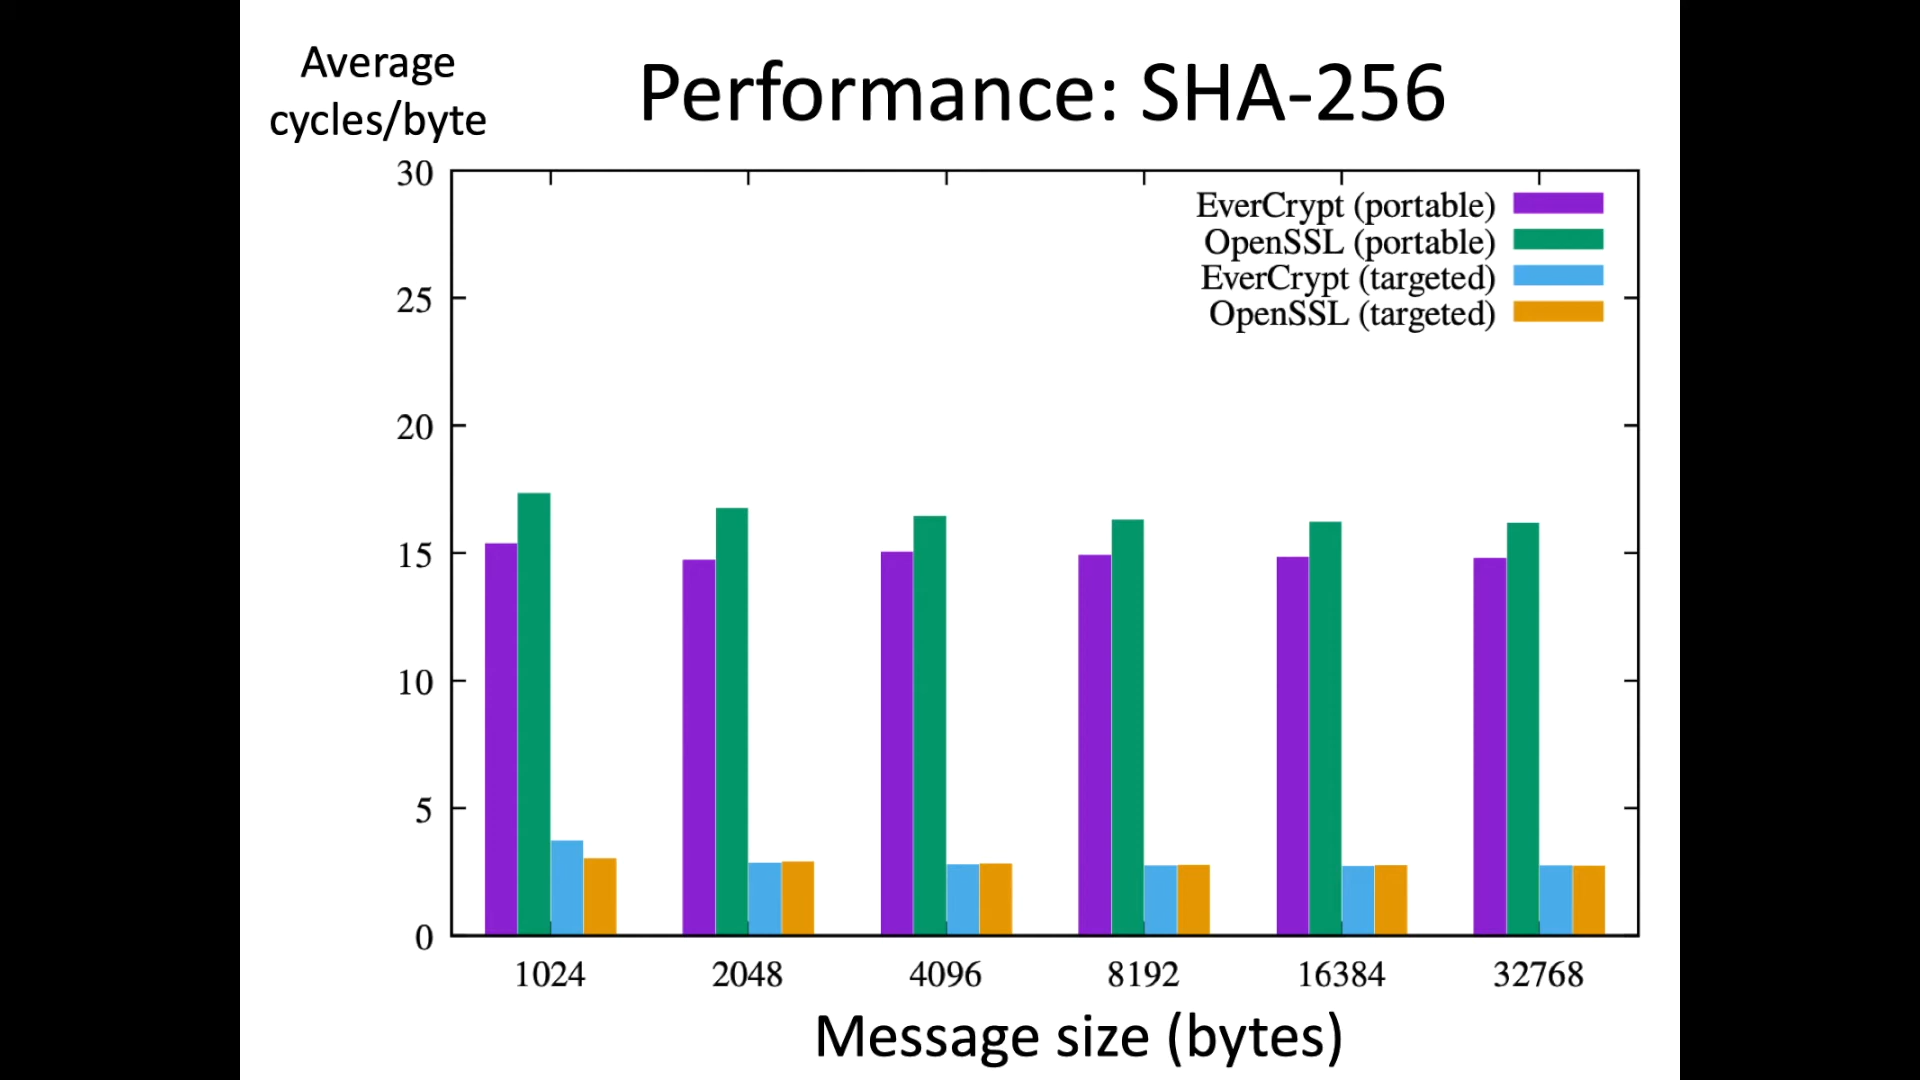 Average
cycles/byte
Performance: SHA-256
30
25
20
15
10
5
0
EverCrypt (portable)
OpenSSL (portable)
EverCrypt (targeted)
OpenSSL (targeted)
1024 2048 4096 8192 16384 32768
Message size (bytes)